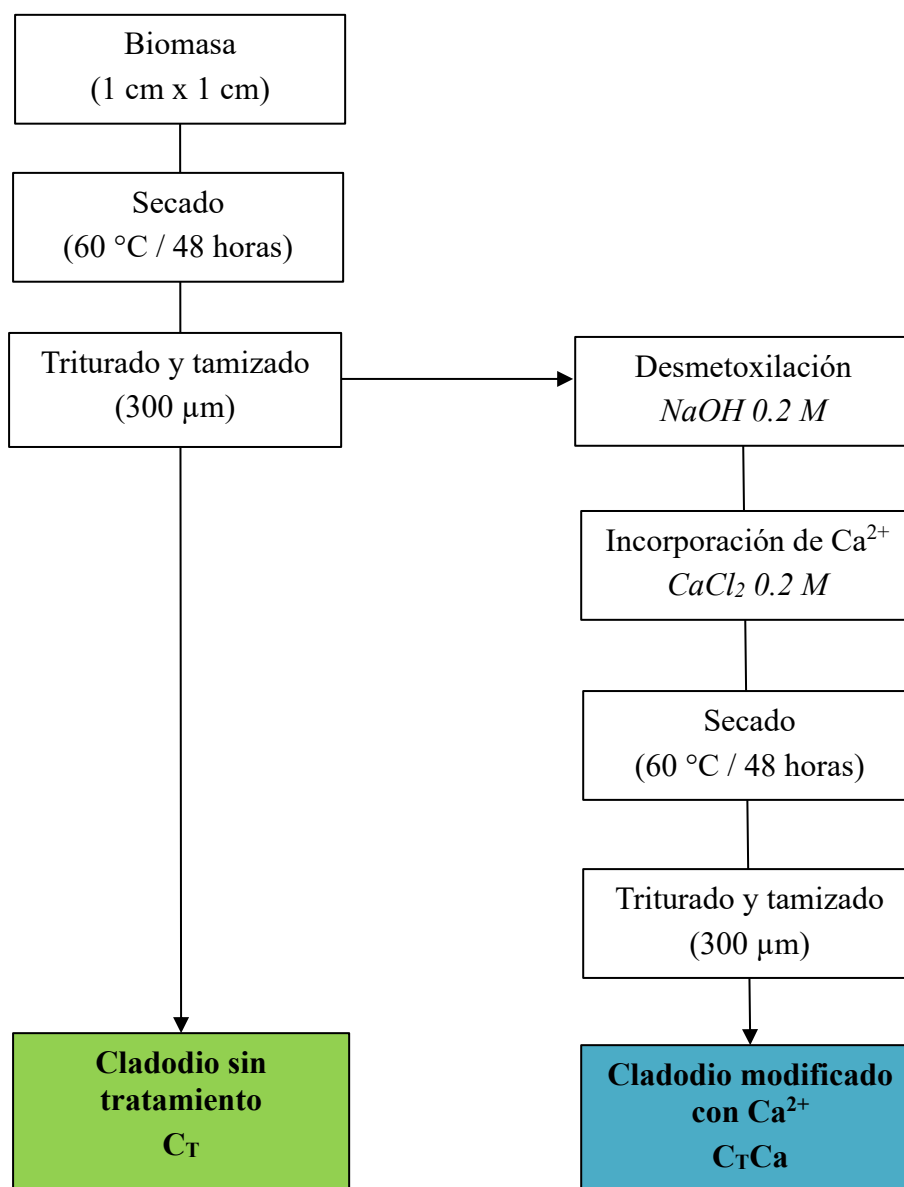 Biomasa
(1 cm x 1 cm)
Secado
(60 °C / 48 horas)
Triturado y tamizado
(300 µm)
Desmetoxilación
NaOH 0.2 M
Incorporación de Ca²⁺
CaCl₂ 0.2 M
Secado
(60 °C / 48 horas)
Triturado y tamizado
(300 µm)
Cladodio sin
tratamiento
C_T
Cladodio modificado
con Ca²⁺
C_TCa